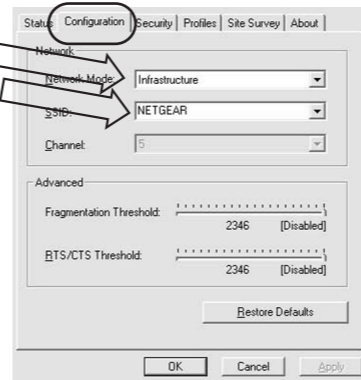 Status Configuration Security Profiles Site Survey About
Network
Network Mode: Infrastructure
SSID: NETGEAR
Channel: 5
Advanced
Fragmentation Threshold:
2346 [Disabled]
RTS/CTS Threshold:
2346 [Disabled]
Restore Defaults
OK Cancel Apply